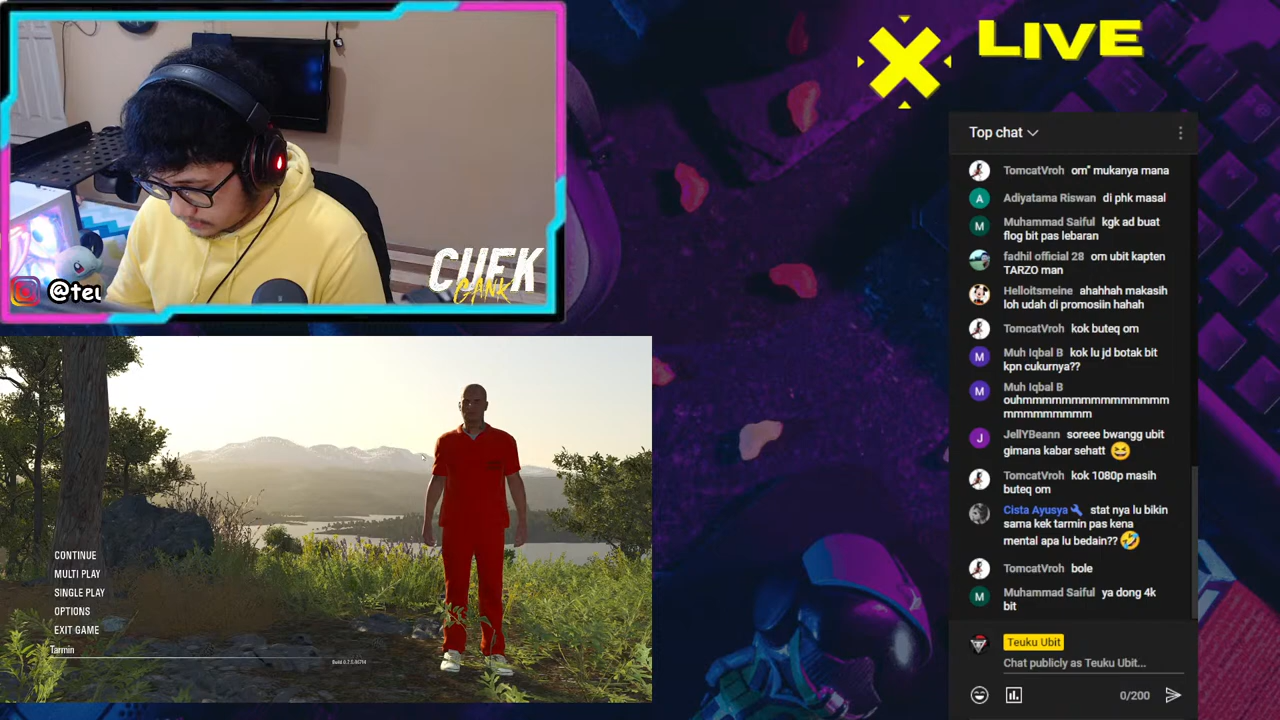 LIVE
Top chat
TomcatVroh om" mukanya mana
A Adiyatama Riswan di phk masal
M Muhammad Saiful kgk ad buat
flog bit pas lebaran
fadhil official 28 om ubit kapten
TARZO man
Helloitsmeine ahahhah makasih
loh udah di promosiin hahah
TomcatVroh kok buteq om
M Muh Iqbal B kok lu jd botak bit
kpn cukurnya??
M Muh Iqbal B
ouhmmmmmmmmmmmmmmm
mmmmmmmmmm
J JellYBeann soreee bwangg ubit
gimana kabar sehatt 😆
TomcatVroh kok 1080p masih
buteq om
Cista Ayusya stat nya lu bikin
sama kek tarmin pas kena
mental apa lu bedain?? 🤣
TomcatVroh bole
M Muhammad Saiful ya dong 4k
bit
Teuku Ubit
Chat publicly as Teuku Ubit...
0/200
CUEK
GANK
@teu
CONTINUE
MULTI PLAY
SINGLE PLAY
OPTIONS
EXIT GAME
Tarmin